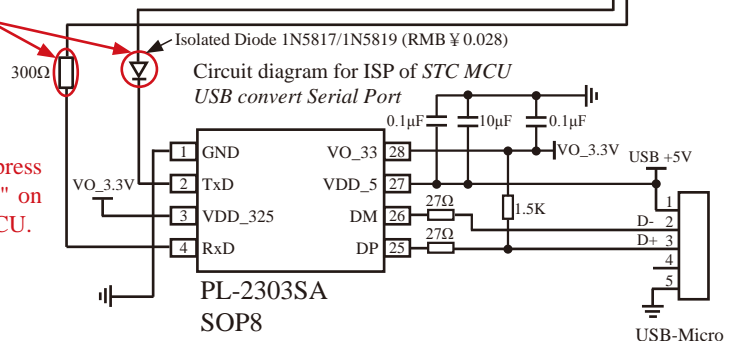 Isolated Diode 1N5817/1N5819 (RMB ¥ 0.028)
300Ω
Circuit diagram for ISP of STC MCU
USB convert Serial Port
0.1μF
10μF
0.1μF
press
" on
CU.
VO_3.3V
1 GND
2 TxD
3 VDD_325
4 RxD
VO_33 28
VDD_5 27
DM 26
DP 25
VO_3.3V
USB +5V
27Ω
27Ω
1.5K
1
D- 2
D+ 3
4
5
PL-2303SA
SOP8
USB-Micro